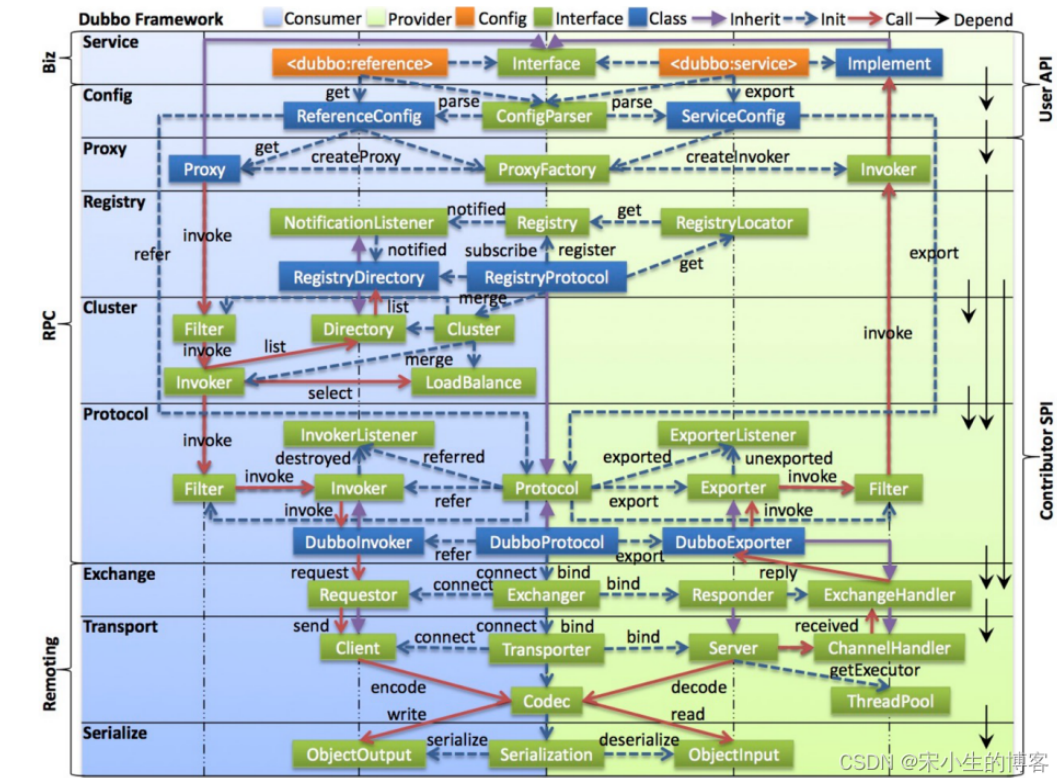 Dubbo Framework
Consumer Provider Config Interface Class Inherit Init Call Depend
Biz
Service
<dubbo:reference> Interface <dubbo:service> Implement
User API
Config
get parse parse export
ReferenceConfig ConfigParser ServiceConfig
Proxy
get createProxy createInvoker
Proxy ProxyFactory Invoker
RPC
Registry
NotificationListener notified Registry get RegistryLocator
invoke
refer notified subscribe register get export
RegistryDirectory RegistryProtocol
Cluster
merge
list
Filter Directory Cluster
invoke list merge invoke
Invoker select LoadBalance
Contributor SPI
Protocol
invoke
InvokerListener ExporterListener
destroyed referred exported unexported
Filter invoke Invoker refer Protocol export Exporter invoke Filter
invoke invoke
DubboInvoker refer DubboProtocol export DubboExporter
Remoting
Exchange
request connect bind reply
Requestor connect Exchanger bind Responder ExchangeHandler
Transport
send connect bind received
Client connect Transporter bind Server ChannelHandler
getExecutor
encode Codec decode ThreadPool
write read
Serialize
ObjectOutput serialize Serialization deserialize ObjectInput
CSDN @宋小生的博客